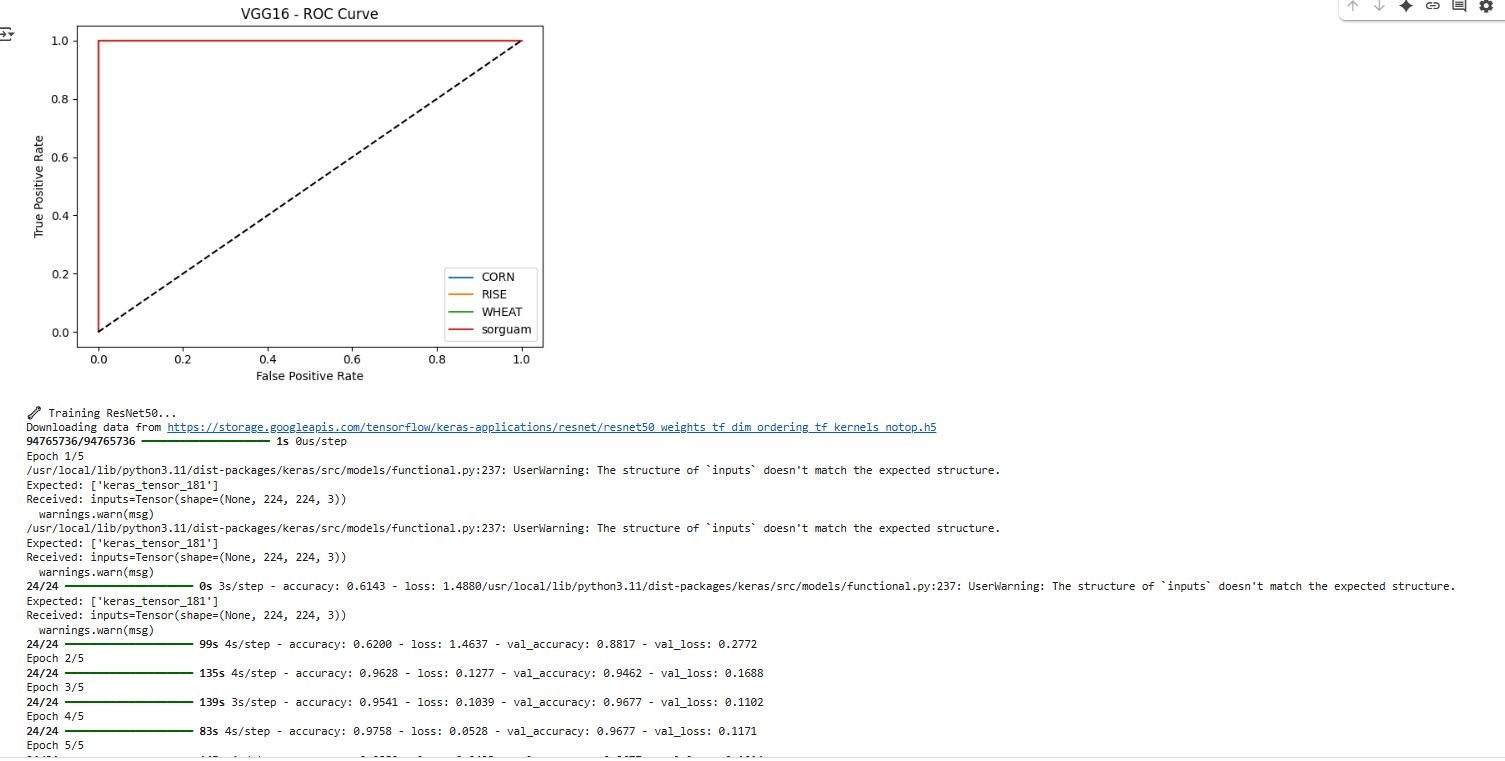 VGG16 - ROC Curve
1.0
0.8
0.6
0.4
0.2
0.0
True Positive Rate
CORN
RISE
WHEAT
sorguam
0.0 0.2 0.4 0.6 0.8 1.0
False Positive Rate
Training ResNet50...
Downloading data from https://storage.googleapis.com/tensorflow/keras-applications/resnet/resnet50_weights_tf_dim_ordering_tf_kernels_notop.h5
94765736/94765736 1s 0us/step
Epoch 1/5
/usr/local/lib/python3.11/dist-packages/keras/src/models/functional.py:237: UserWarning: The structure of `inputs` doesn't match the expected structure.
Expected: ['keras_tensor_181']
Received: inputs=Tensor(shape=(None, 224, 224, 3))
warnings.warn(msg)
/usr/local/lib/python3.11/dist-packages/keras/src/models/functional.py:237: UserWarning: The structure of `inputs` doesn't match the expected structure.
Expected: ['keras_tensor_181']
Received: inputs=Tensor(shape=(None, 224, 224, 3))
warnings.warn(msg)
24/24 0s 3s/step - accuracy: 0.6143 - loss: 1.4880/usr/local/lib/python3.11/dist-packages/keras/src/models/functional.py:237: UserWarning: The structure of `inputs` doesn't match the expected structure.
Expected: ['keras_tensor_181']
Received: inputs=Tensor(shape=(None, 224, 224, 3))
warnings.warn(msg)
24/24 99s 4s/step - accuracy: 0.6200 - loss: 1.4637 - val_accuracy: 0.8817 - val_loss: 0.2772
Epoch 2/5
24/24 135s 4s/step - accuracy: 0.9628 - loss: 0.1277 - val_accuracy: 0.9462 - val_loss: 0.1688
Epoch 3/5
24/24 139s 3s/step - accuracy: 0.9541 - loss: 0.1039 - val_accuracy: 0.9677 - val_loss: 0.1102
Epoch 4/5
24/24 83s 4s/step - accuracy: 0.9758 - loss: 0.0528 - val_accuracy: 0.9677 - val_loss: 0.1171
Epoch 5/5